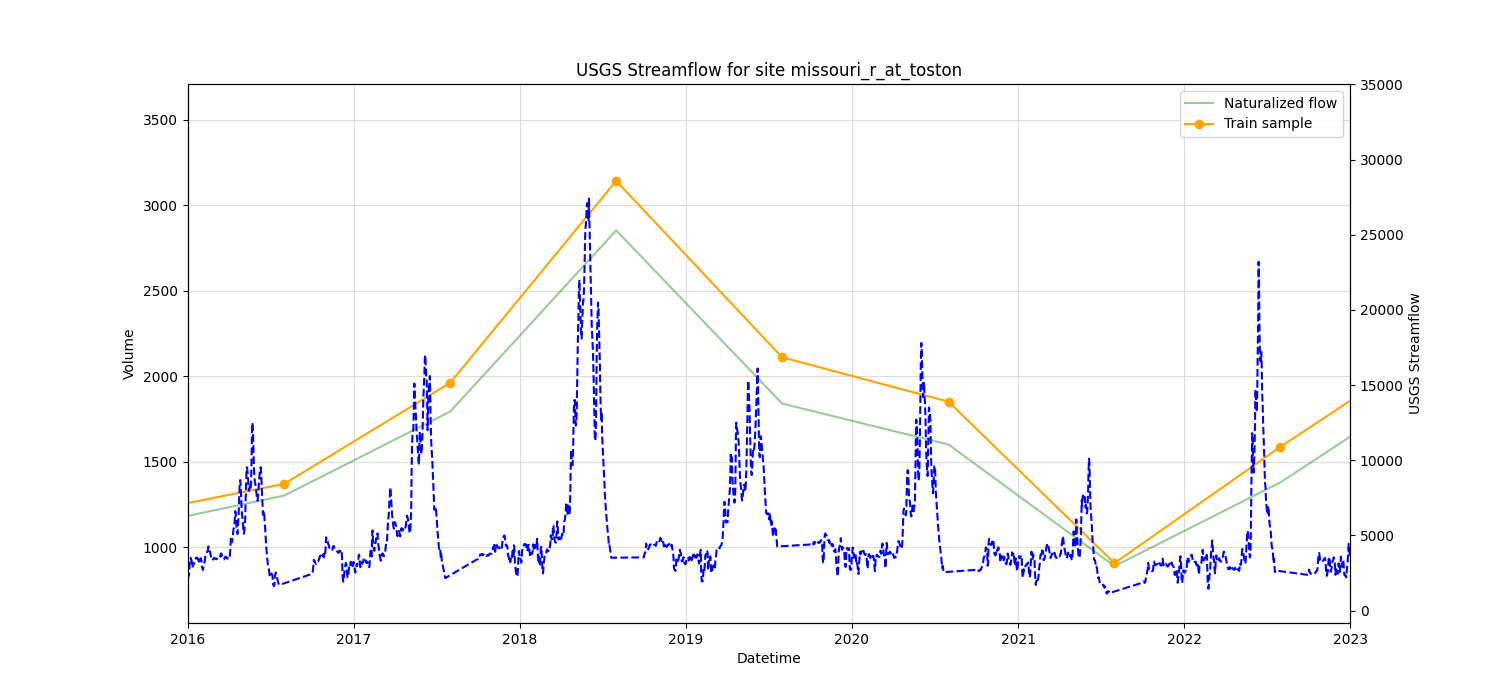 USGS Streamflow for site missouri_r_at_toston
Naturalized flow
Train sample
Volume
3500
3000
2500
2000
1500
1000
35000
30000
25000
20000
15000
10000
5000
0
USGS Streamflow
2016 2017 2018 2019 2020 2021 2022 2023
Datetime